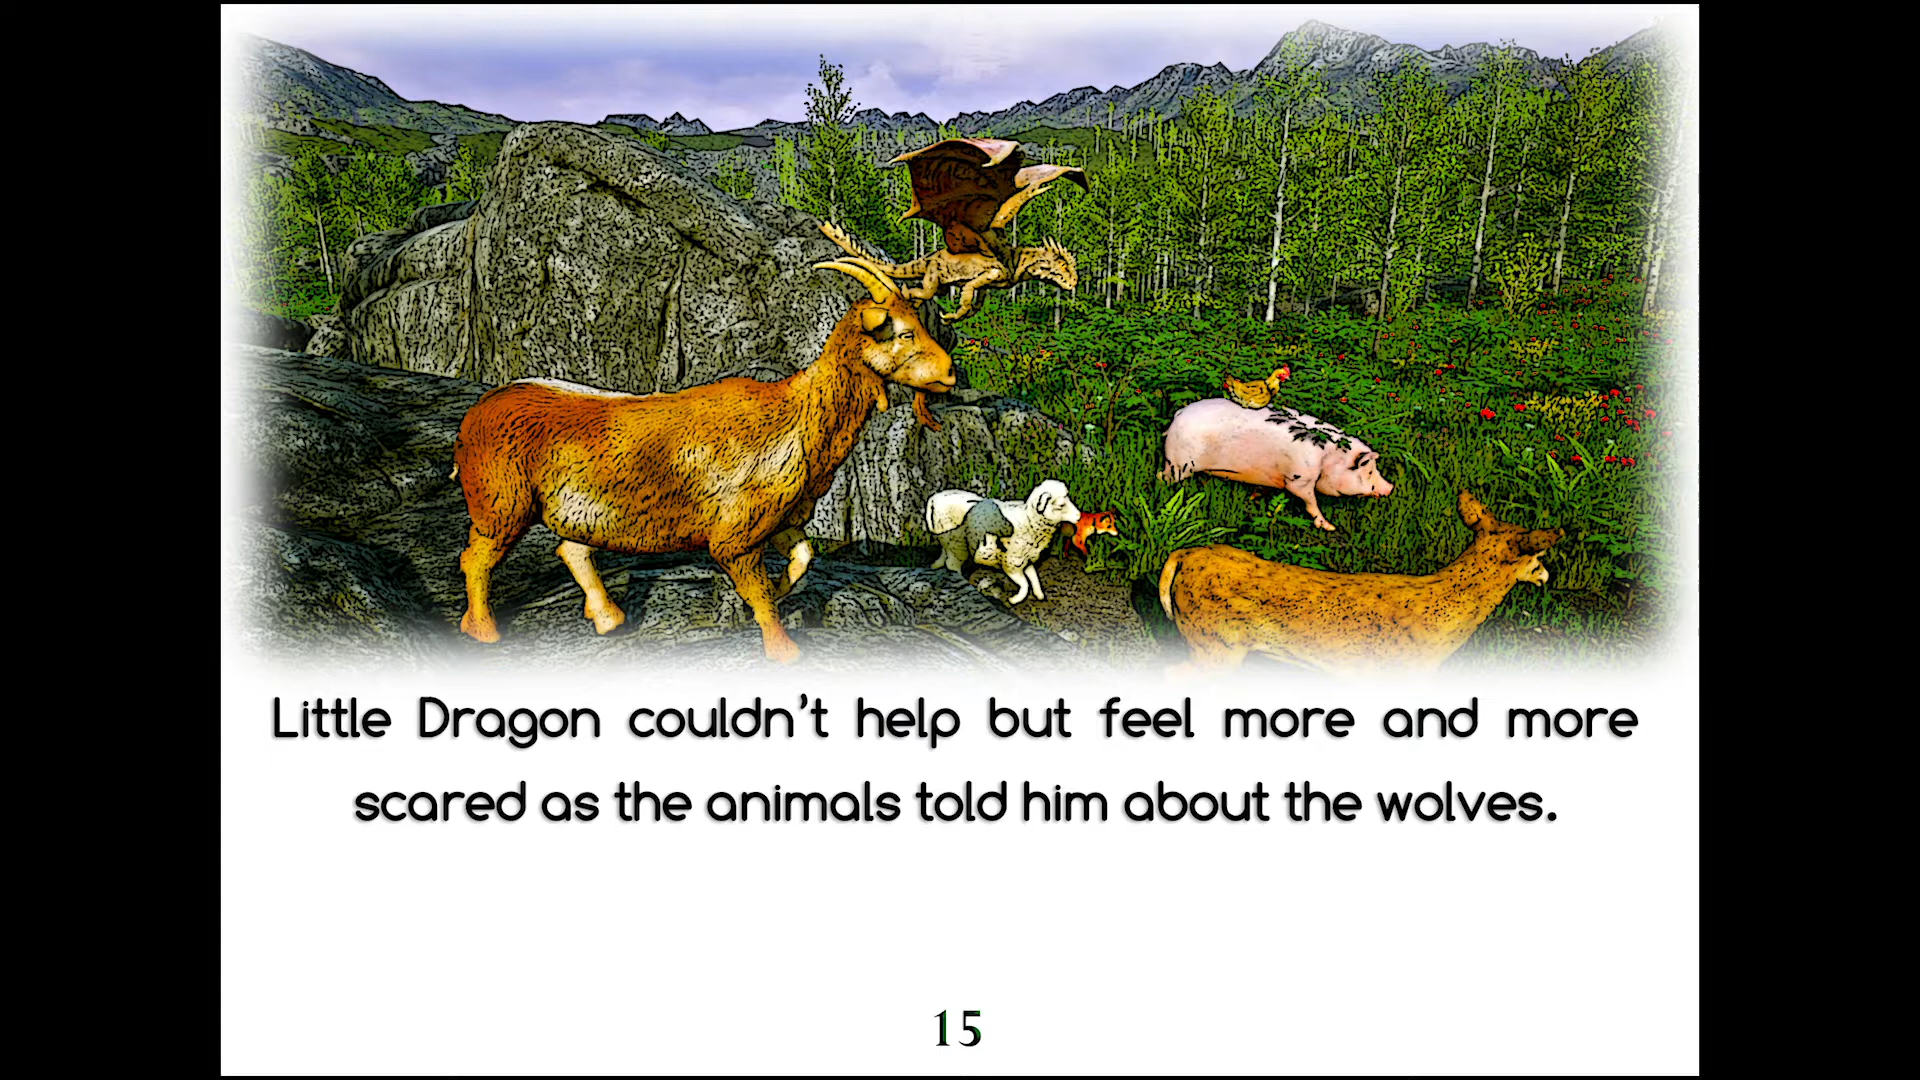 Little Dragon couldn’t help but feel more and more
scared as the animals told him about the wolves.
15